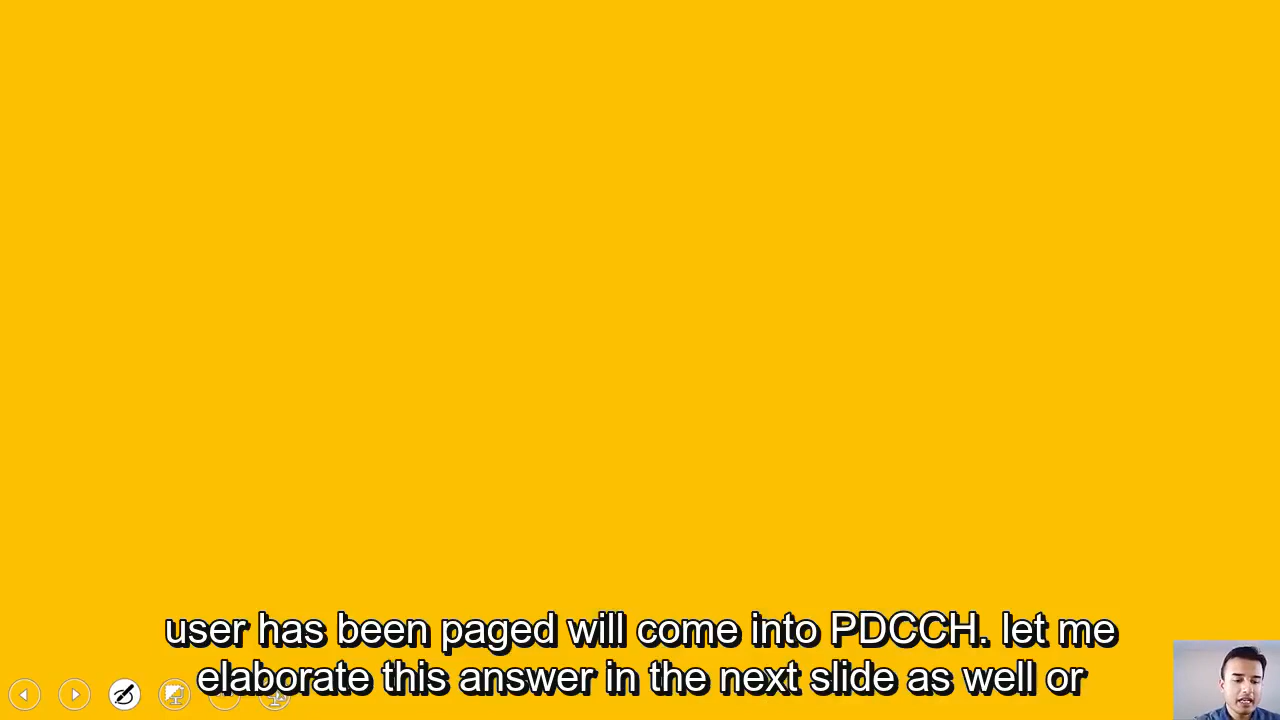 user has been paged will come into PDCCH. let me
elaborate this answer in the next slide as well or